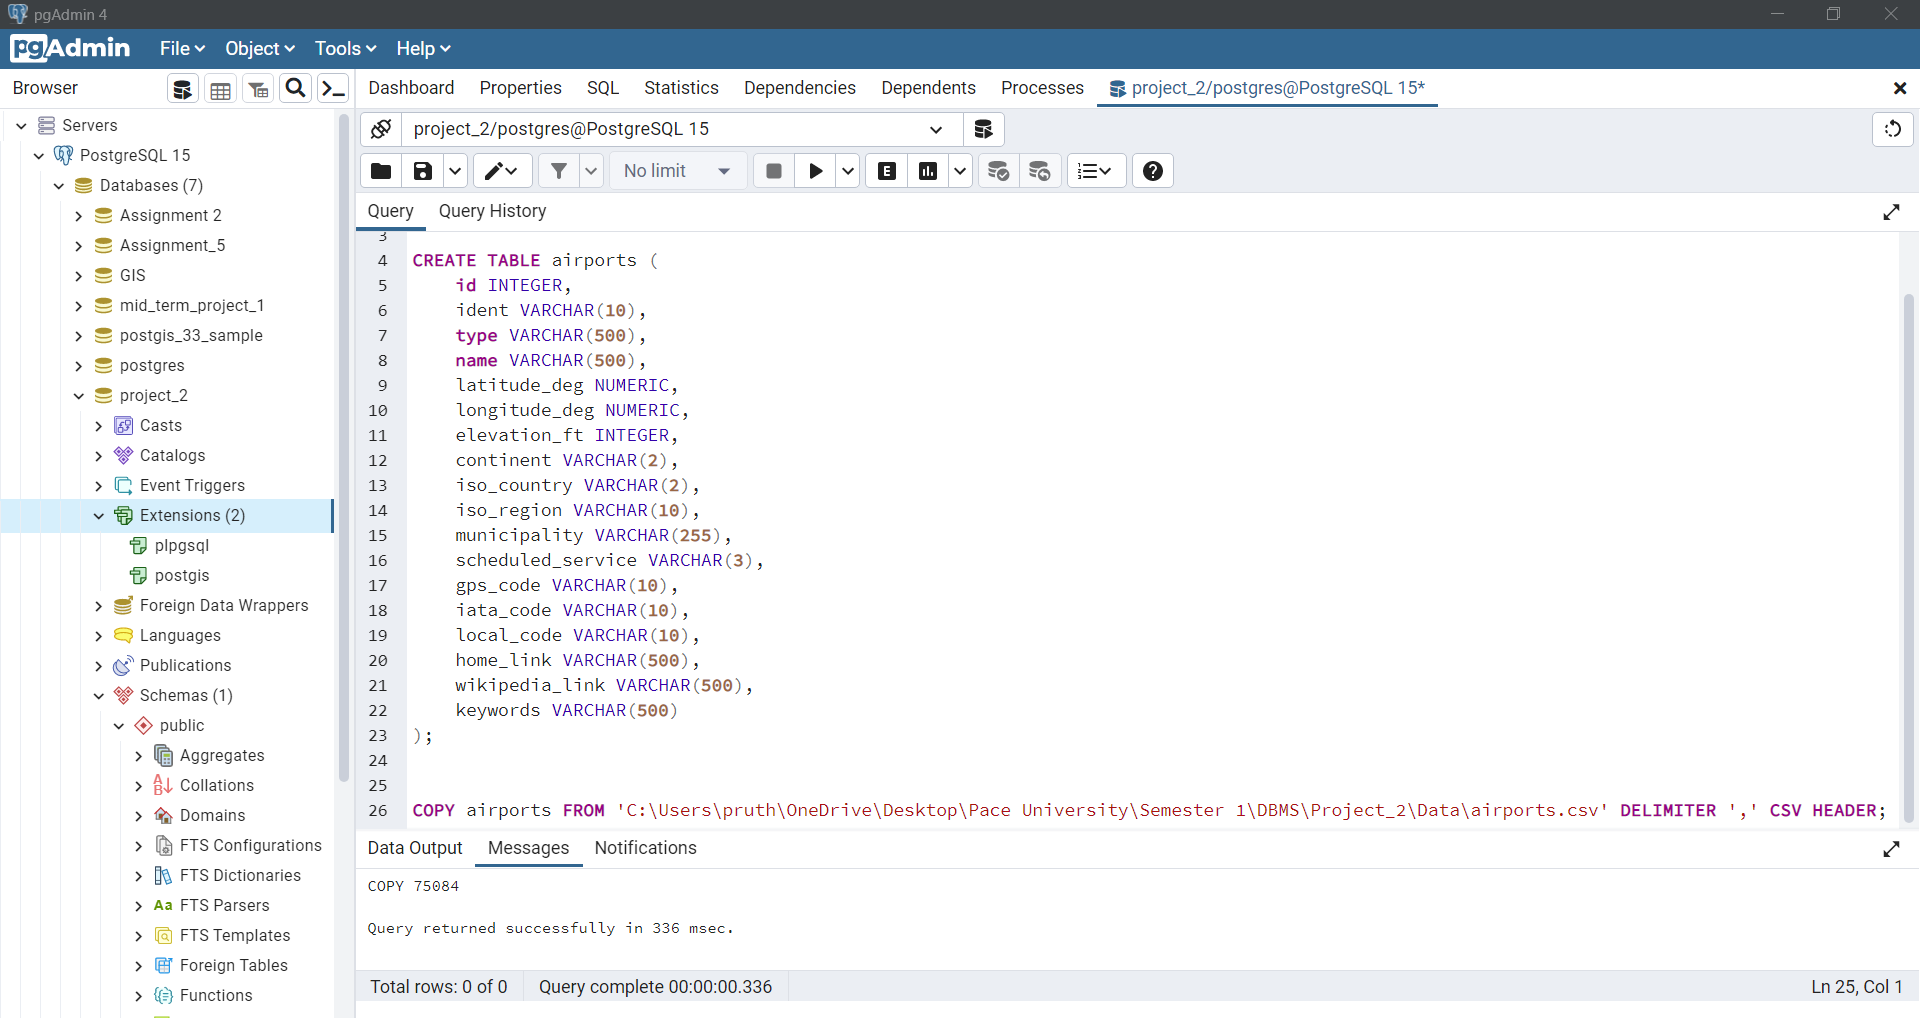 pgAdmin 4
pgAdmin File Object Tools Help
Browser
Dashboard Properties SQL Statistics Dependencies Dependents Processes project_2/postgres@PostgreSQL 15*
Servers
PostgreSQL 15
Databases (7)
Assignment 2
Assignment_5
GIS
mid_term_project_1
postgis_33_sample
postgres
project_2
Casts
Catalogs
Event Triggers
Extensions (2)
plpgsql
postgis
Foreign Data Wrappers
Languages
Publications
Schemas (1)
public
Aggregates
Collations
Domains
FTS Configurations
FTS Dictionaries
Aa FTS Parsers
FTS Templates
Foreign Tables
Functions
project_2/postgres@PostgreSQL 15
No limit E
Query Query History
3
4 CREATE TABLE airports (
5 id INTEGER,
6 ident VARCHAR(10),
7 type VARCHAR(500),
8 name VARCHAR(500),
9 latitude_deg NUMERIC,
10 longitude_deg NUMERIC,
11 elevation_ft INTEGER,
12 continent VARCHAR(2),
13 iso_country VARCHAR(2),
14 iso_region VARCHAR(10),
15 municipality VARCHAR(255),
16 scheduled_service VARCHAR(3),
17 gps_code VARCHAR(10),
18 iata_code VARCHAR(10),
19 local_code VARCHAR(10),
20 home_link VARCHAR(500),
21 wikipedia_link VARCHAR(500),
22 keywords VARCHAR(500)
23 );
24
25
26 COPY airports FROM 'C:\Users\pruth\OneDrive\Desktop\Pace University\Semester 1\DBMS\Project_2\Data\airports.csv' DELIMITER ',' CSV HEADER;
Data Output Messages Notifications
COPY 75084
Query returned successfully in 336 msec.
Total rows: 0 of 0 Query complete 00:00:00.336 Ln 25, Col 1